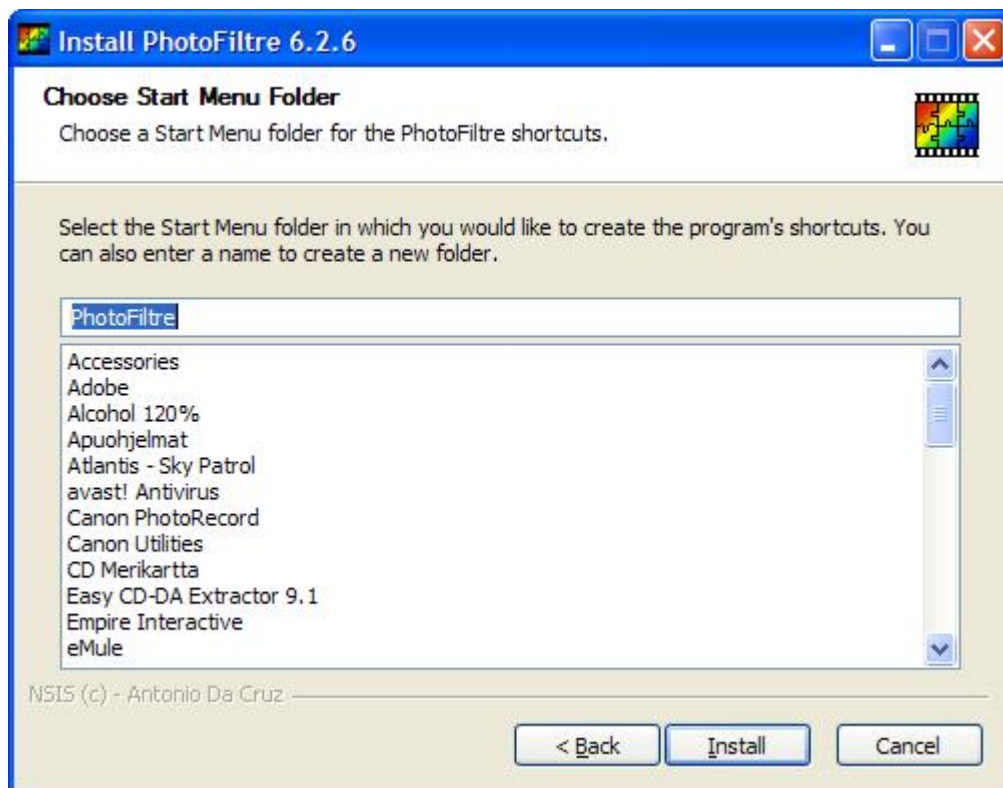 Install PhotoFiltre 6.2.6
Choose Start Menu Folder
Choose a Start Menu folder for the PhotoFiltre shortcuts.
Select the Start Menu folder in which you would like to create the program's shortcuts. You
can also enter a name to create a new folder.
PhotoFiltre
Accessories
Adobe
Alcohol 120%
Apuohjelmat
Atlantis - Sky Patrol
avast! Antivirus
Canon PhotoRecord
Canon Utilities
CD Merikartta
Easy CD-DA Extractor 9.1
Empire Interactive
eMule
NSIS (c) - Antonio Da Cruz
< Back Install Cancel